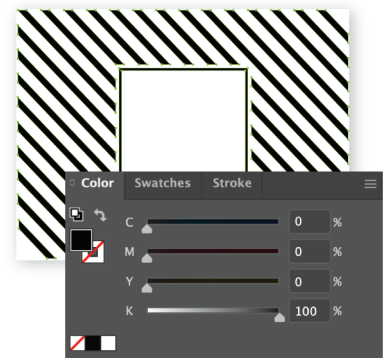 Color Swatches Stroke
C 0 %
M 0 %
Y 0 %
K 100 %